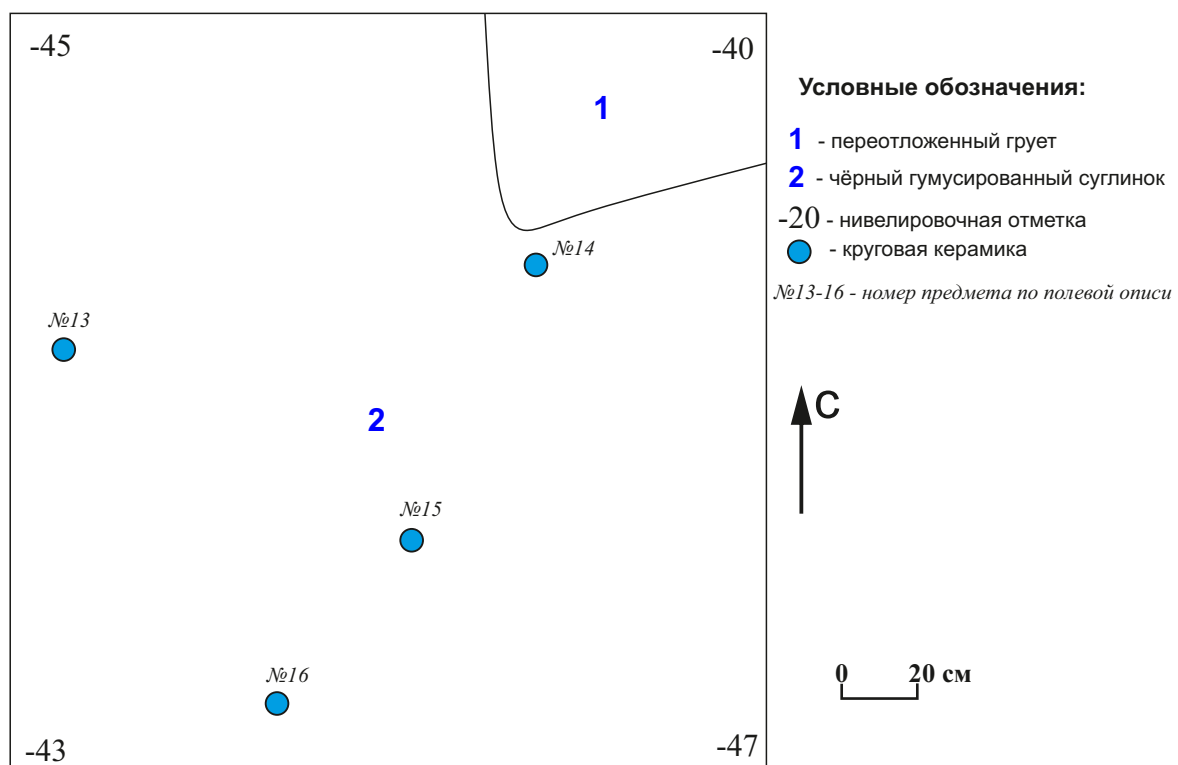 -45
-40
1
№14
№13
2
№15
№16
-43
-47
Условные обозначения:
1 - переотложенный грует
2 - чёрный гумусированный суглинок
-20 - нивелировочная отметка
- круговая керамика
№13-16 - номер предмета по полевой описи
С
0 20 см